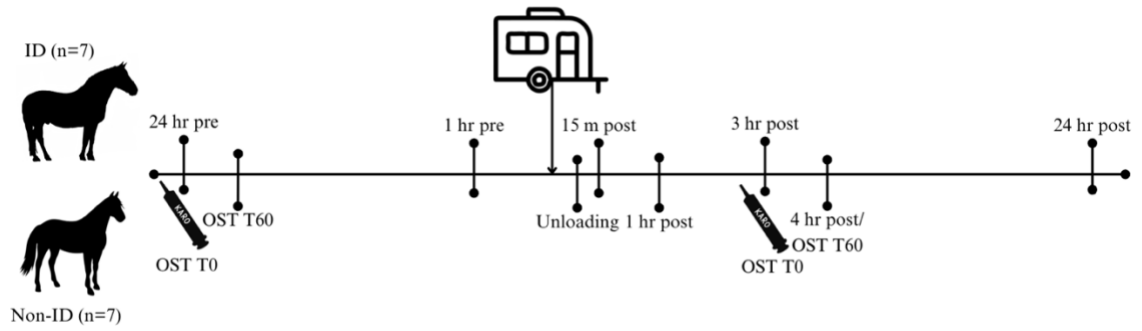 ID (n=7)
24 hr pre
1 hr pre
15 m post
3 hr post
24 hr post
KARO
OST T60
OST T0
Unloading
1 hr post
KARO
4 hr post/
OST T60
OST T0
Non-ID (n=7)